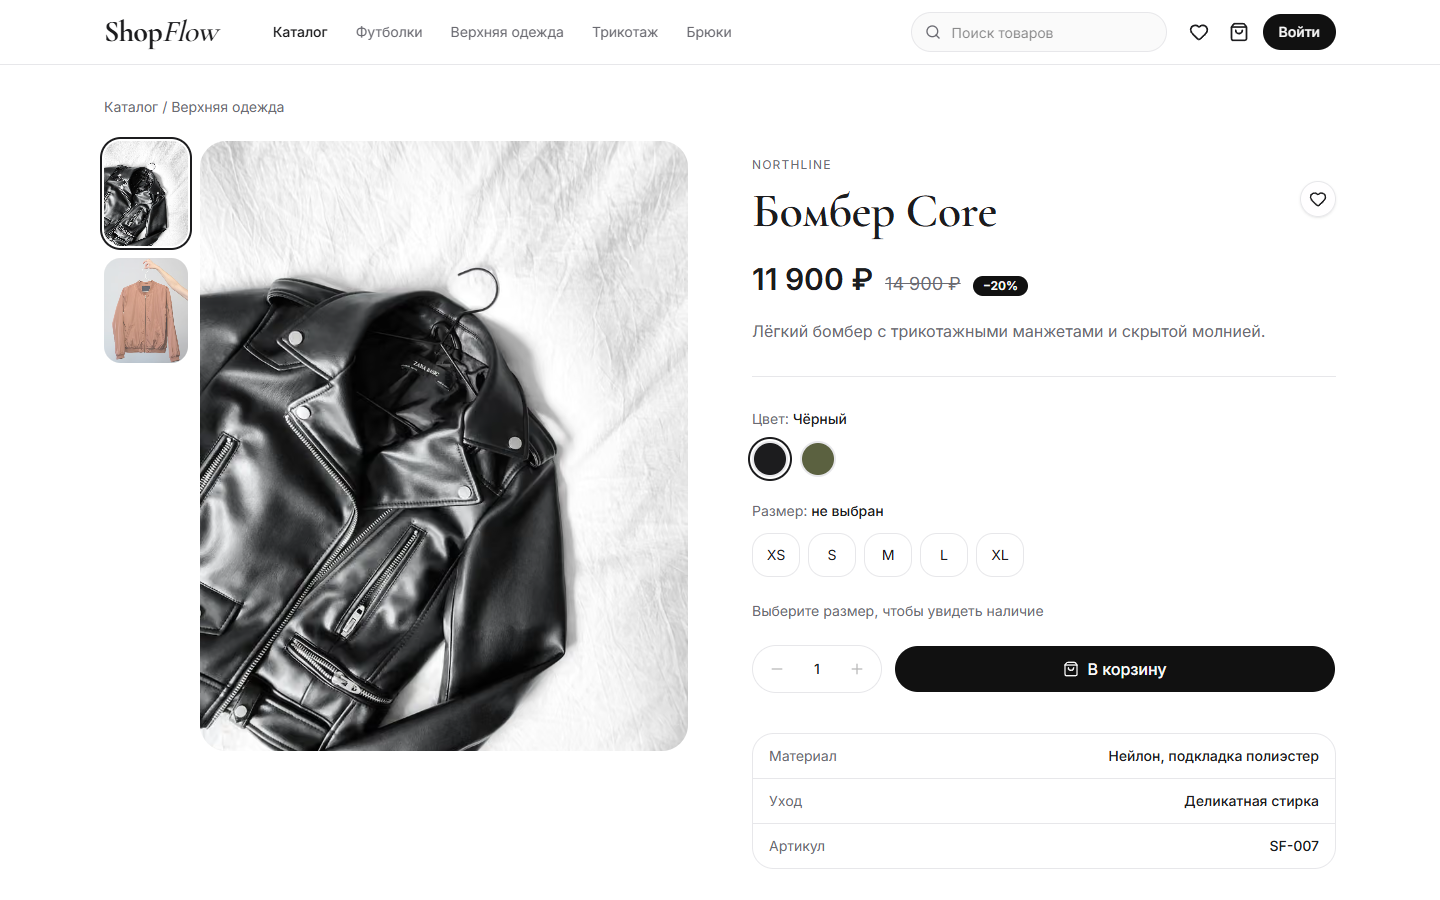 ShopFlow Каталог Футболки Верхняя одежда Трикотаж Брюки Поиск товаров Войти
Каталог / Верхняя одежда
NORTHLINE
Бомбер Core
11 900 ₽ 14 900 ₽ −20%
Лёгкий бомбер с трикотажными манжетами и скрытой молнией.
Цвет: Чёрный
Размер: не выбран
XS S M L XL
Выберите размер, чтобы увидеть наличие
− 1 + В корзину
Материал Нейлон, подкладка полиэстер
Уход Деликатная стирка
Артикул SF-007
ZARA BASIC